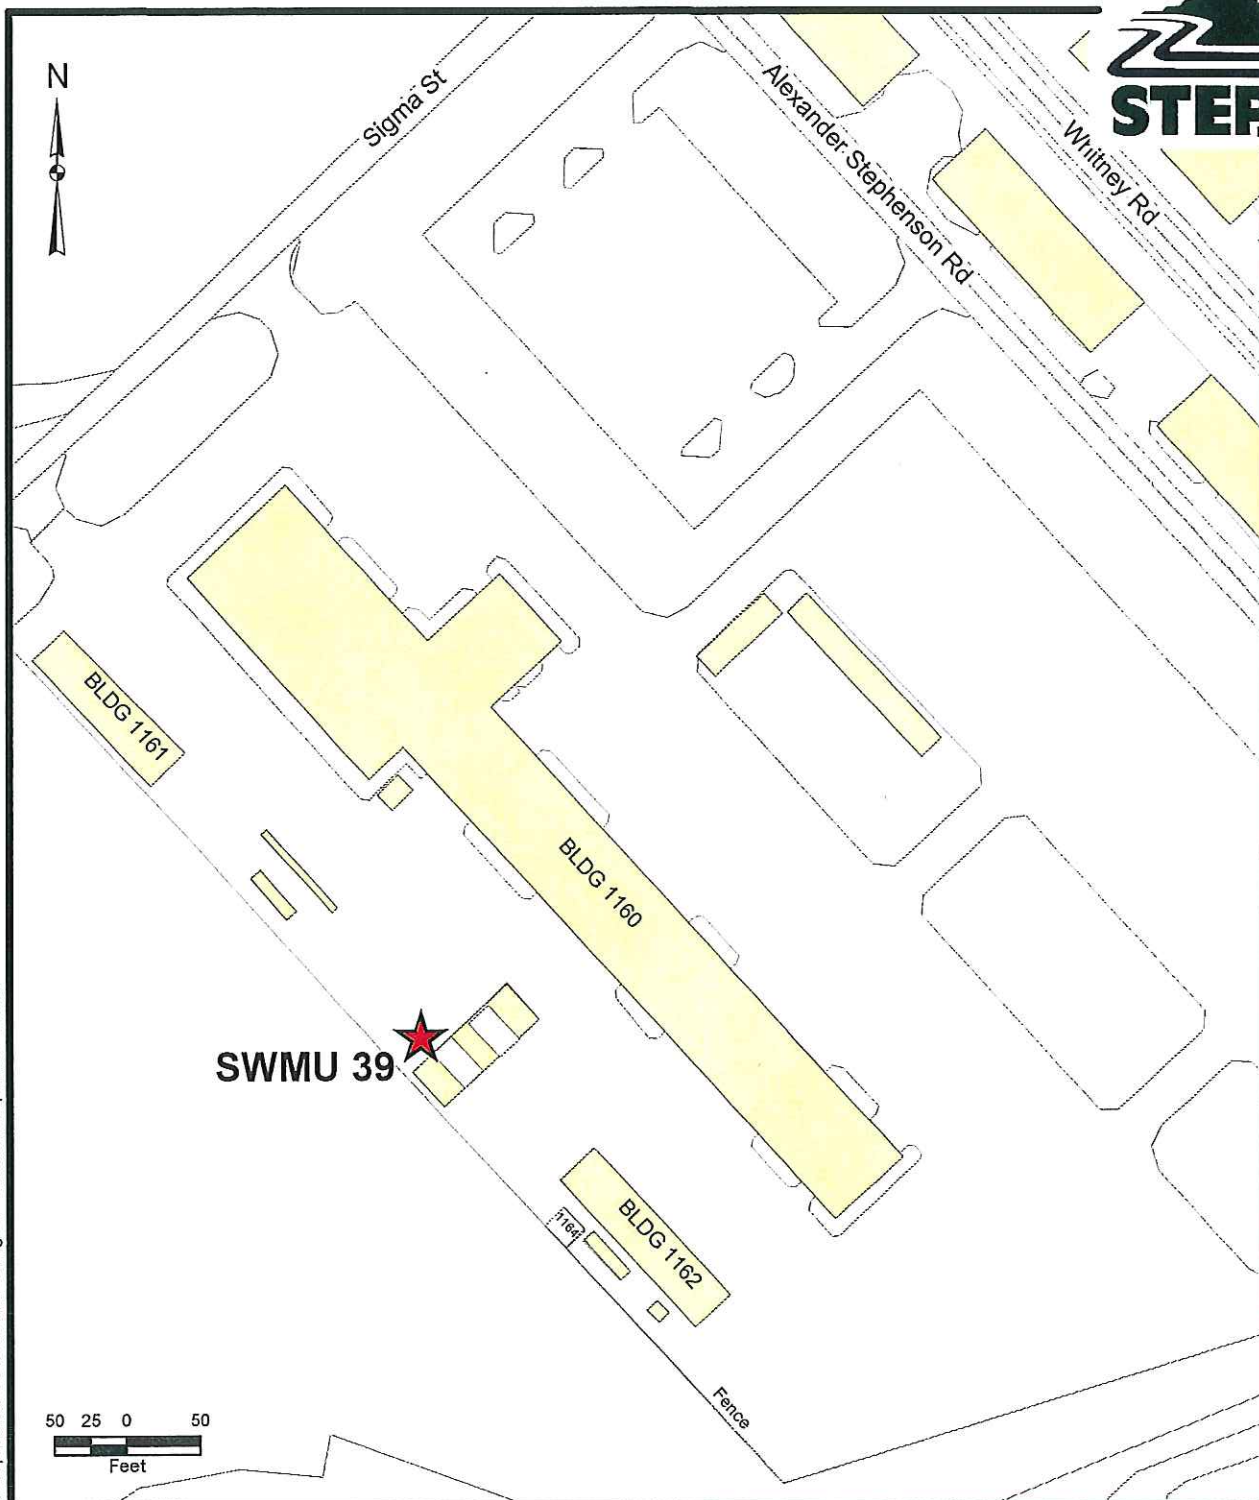 N
Sigma St
Alexander Stephenson Rd
Whitney Rd
BLDG 1161
BLDG 1160
SWMU 39
1164
BLDG 1162
Fence
50 25 0 50
Feet